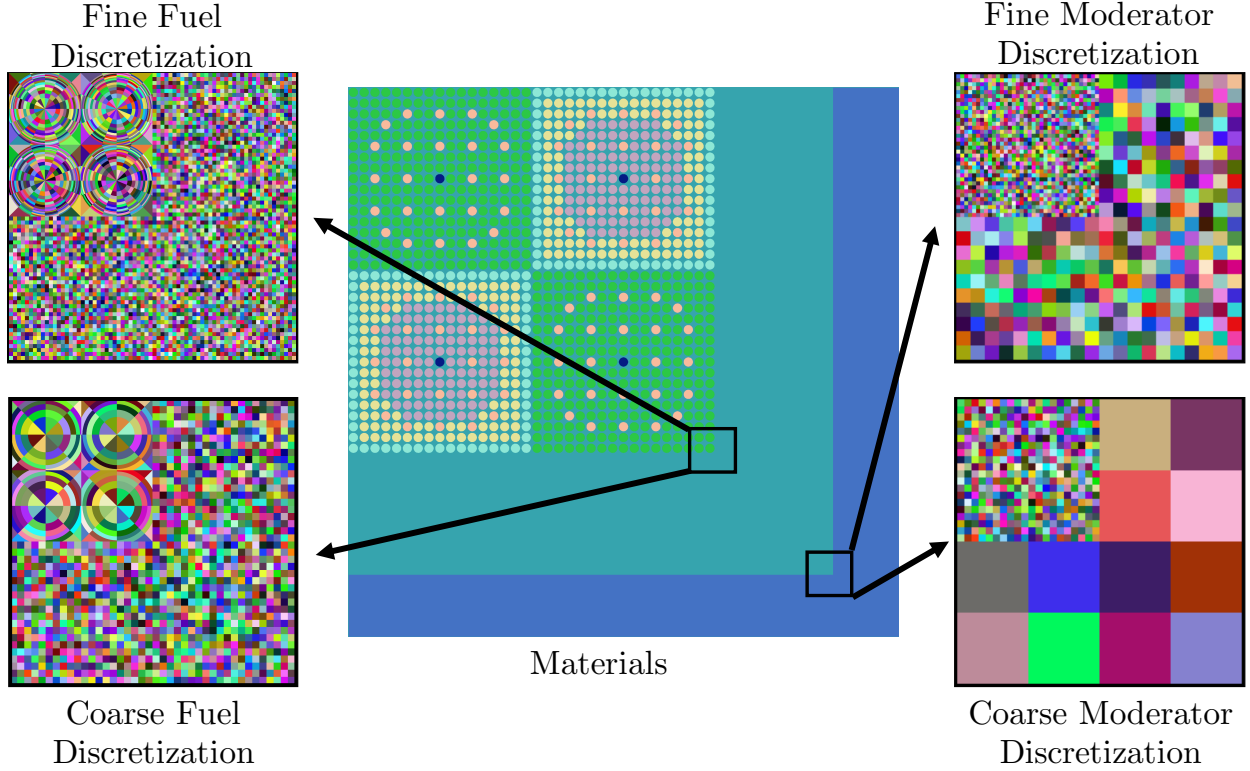 Fine Fuel
Discretization
Fine Moderator
Discretization
Materials
Coarse Fuel
Discretization
Coarse Moderator
Discretization